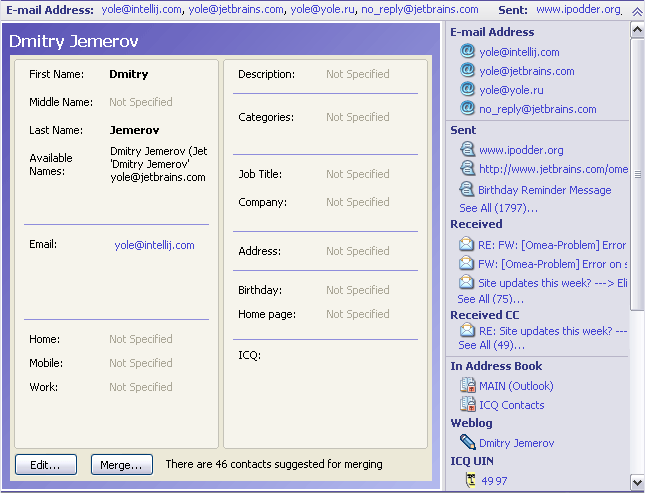 E-mail Address: yole@intellij.com, yole@jetbrains.com, yole@yole.ru, no_reply@jetbrains.com Sent: www.ipodder.org,
Dmitry Jemerov
First Name: Dmitry
Middle Name: Not Specified
Last Name: Jemerov
Available Names: Dmitry Jemerov (Jet
'Dmitry Jemerov'
yole@jetbrains.com
Email: yole@intellij.com
Home: Not Specified
Mobile: Not Specified
Work: Not Specified
Description: Not Specified
Categories: Not Specified
Job Title: Not Specified
Company: Not Specified
Address: Not Specified
Birthday: Not Specified
Home page: Not Specified
ICQ:
Edit... Merge... There are 46 contacts suggested for merging
E-mail Address
yole@intellij.com
yole@jetbrains.com
yole@yole.ru
no_reply@jetbrains.com
Sent
www.ipodder.org
http://www.jetbrains.com/ome
Birthday Reminder Message
See All (1797)...
Received
RE: FW: [Omea-Problem] Error
FW: [Omea-Problem] Error on s
Site updates this week? ---> Eli
See All (75)...
Received CC
RE: Site updates this week? ---
See All (49)...
In Address Book
MAIN (Outlook)
ICQ Contacts
Weblog
Dmitry Jemerov
ICQ UIN
4997